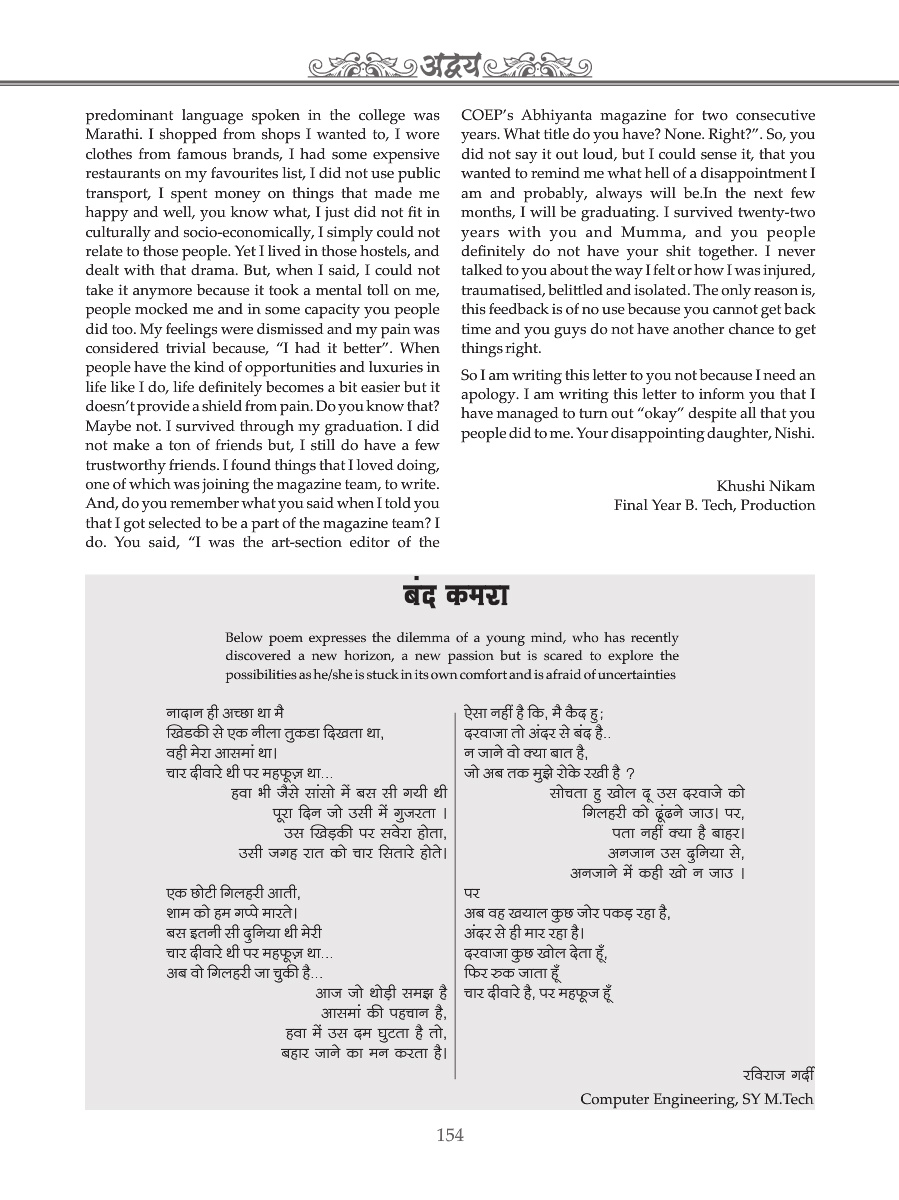 अद्वय
predominant language spoken in the college was
Marathi. I shopped from shops I wanted to, I wore
clothes from famous brands, I had some expensive
restaurants on my favourites list, I did not use public
transport, I spent money on things that made me
happy and well, you know what, I just did not fit in
culturally and socio-economically, I simply could not
relate to those people. Yet I lived in those hostels, and
dealt with that drama. But, when I said, I could not
take it anymore because it took a mental toll on me,
people mocked me and in some capacity you people
did too. My feelings were dismissed and my pain was
considered trivial because, “I had it better”. When
people have the kind of opportunities and luxuries in
life like I do, life definitely becomes a bit easier but it
doesn’t provide a shield from pain. Do you know that?
Maybe not. I survived through my graduation. I did
not make a ton of friends but, I still do have a few
trustworthy friends. I found things that I loved doing,
one of which was joining the magazine team, to write.
And, do you remember what you said when I told you
that I got selected to be a part of the magazine team? I
do. You said, “I was the art-section editor of the
COEP’s Abhiyanta magazine for two consecutive
years. What title do you have? None. Right?”. So, you
did not say it out loud, but I could sense it, that you
wanted to remind me what hell of a disappointment I
am and probably, always will be.In the next few
months, I will be graduating. I survived twenty-two
years with you and Mumma, and you people
definitely do not have your shit together. I never
talked to you about the way I felt or how I was injured,
traumatised, belittled and isolated. The only reason is,
this feedback is of no use because you cannot get back
time and you guys do not have another chance to get
things right.
So I am writing this letter to you not because I need an
apology. I am writing this letter to inform you that I
have managed to turn out “okay” despite all that you
people did to me. Your disappointing daughter, Nishi.
Khushi Nikam
Final Year B. Tech, Production
बंद कमरा
Below poem expresses the dilemma of a young mind, who has recently
discovered a new horizon, a new passion but is scared to explore the
possibilities as he/she is stuck in its own comfort and is afraid of uncertainties
नादान ही अच्छा था मै
खिडकी से एक नीला तुकडा दिखता था,
वही मेरा आसमां था।
चार दीवारे थी पर महफूज़ था...
हवा भी जैसे सांसो में बस सी गयी थी
पूरा दिन जो उसी में गुजरता ।
उस खिड़की पर सवेरा होता,
उसी जगह रात को चार सितारे होते।
एक छोटी गिलहरी आती,
शाम को हम गप्पे मारते।
बस इतनी सी दुनिया थी मेरी
चार दीवारे थी पर महफूज़ था...
अब वो गिलहरी जा चुकी है...
आज जो थोड़ी समझ है
आसमां की पहचान है,
हवा में उस दम घुटता है तो,
बहार जाने का मन करता है।
ऐसा नहीं है कि, मै कैद हु;
दरवाजा तो अंदर से बंद है..
न जाने वो क्या बात है,
जो अब तक मुझे रोके रखी है ?
सोचता हु खोल दू उस दरवाजे को
गिलहरी को ढूंढने जाउ। पर,
पता नहीं क्या है बाहर।
अनजान उस दुनिया से,
अनजाने में कही खो न जाउ ।
पर
अब वह खयाल कुछ जोर पकड़ रहा है,
अंदर से ही मार रहा है।
दरवाजा कुछ खोल देता हूँ,
फिर रुक जाता हूँ
चार दीवारे है, पर महफूज हूँ
रविराज गर्दी
Computer Engineering, SY M.Tech
154